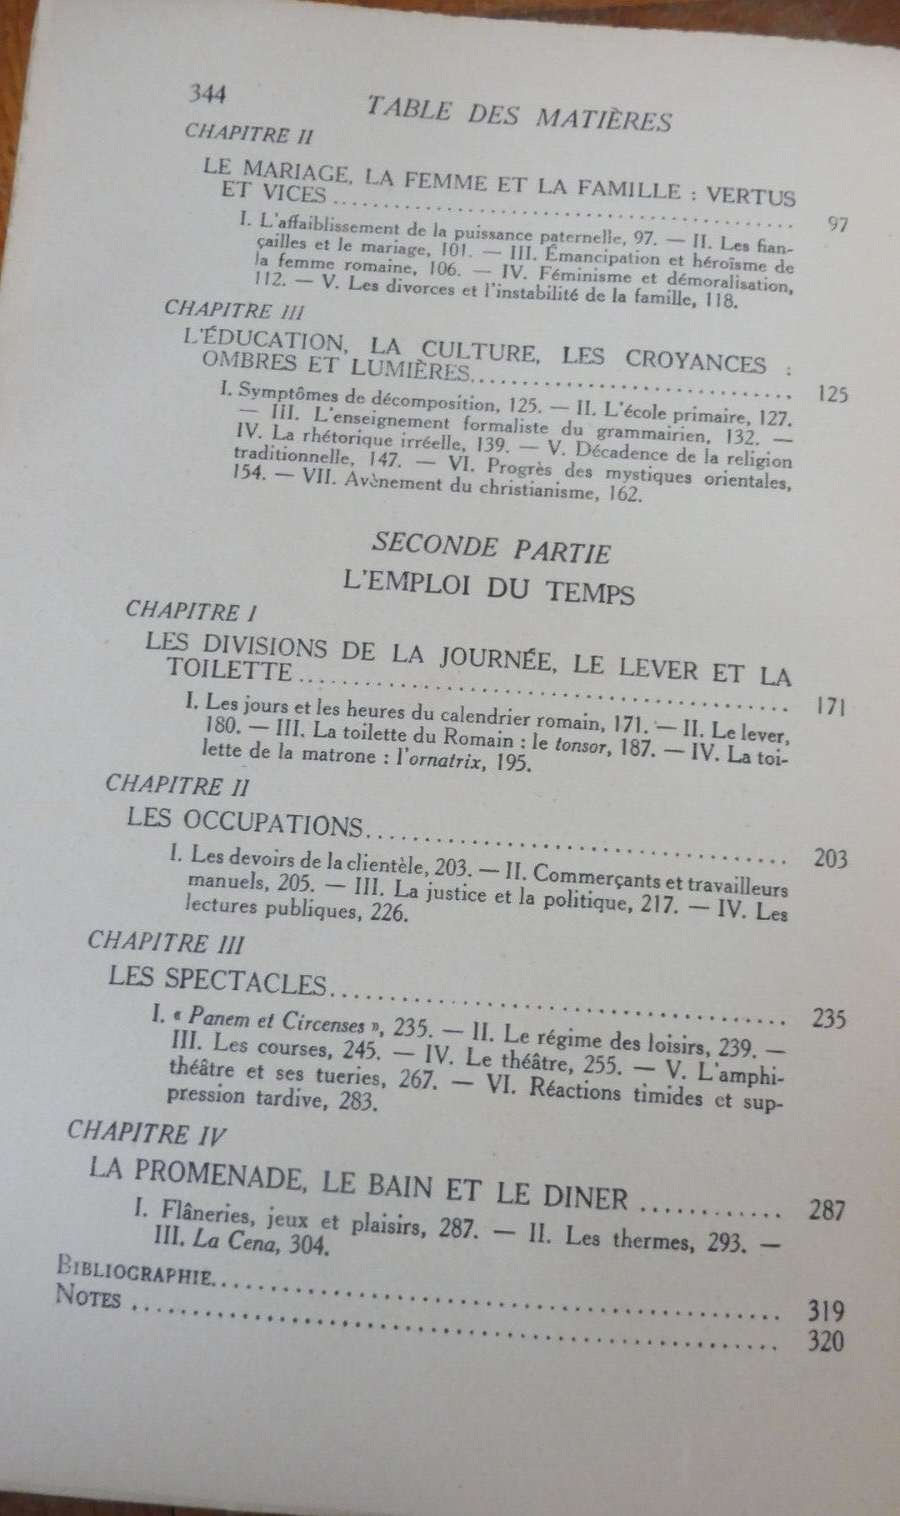 344
TABLE DES MATIÈRES
CHAPITRE II
LE MARIAGE, LA FEMME ET LA FAMILLE : VERTUS
ET VICES ........................................ 97
I. L'affaiblissement de la puissance paternelle, 97. — II. Les fian-
çailles et le mariage, 101. — III. Émancipation et héroïsme de
la femme romaine, 106. — IV. Féminisme et démoralisation,
112. — V. Les divorces et l'instabilité de la famille, 118.
CHAPITRE III
L'ÉDUCATION, LA CULTURE, LES CROYANCES :
OMBRES ET LUMIÈRES............................ 125
I. Symptômes de décomposition, 125. — II. L'école primaire, 127.
— III. L'enseignement formaliste du grammairien, 132. —
IV. La rhétorique irréelle, 139. — V. Décadence de la religion
traditionnelle, 147. — VI. Progrès des mystiques orientales,
154. — VII. Avènement du christianisme, 162.
SECONDE PARTIE
L'EMPLOI DU TEMPS
CHAPITRE I
LES DIVISIONS DE LA JOURNÉE, LE LEVER ET LA
TOILETTE ........................................ 171
I. Les jours et les heures du calendrier romain, 171. — II. Le lever,
180. — III. La toilette du Romain : le tonsor, 187. — IV. La toi-
lette de la matrone : l'ornatrix, 195.
CHAPITRE II
LES OCCUPATIONS.................................. 203
I. Les devoirs de la clientèle, 203. — II. Commerçants et travailleurs
manuels, 205. — III. La justice et la politique, 217. — IV. Les
lectures publiques, 226.
CHAPITRE III
LES SPECTACLES.................................... 235
I. « Panem et Circenses », 235. — II. Le régime des loisirs, 239. —
III. Les courses, 245. — IV. Le théâtre, 255. — V. L'amphi-
théâtre et ses tueries, 267. — VI. Réactions timides et sup-
pression tardive, 283.
CHAPITRE IV
LA PROMENADE, LE BAIN ET LE DINER ............ 287
I. Flâneries, jeux et plaisirs, 287. — II. Les thermes, 293. —
III. La Cena, 304.
BIBLIOGRAPHIE........................................ 319
NOTES .............................................. 320